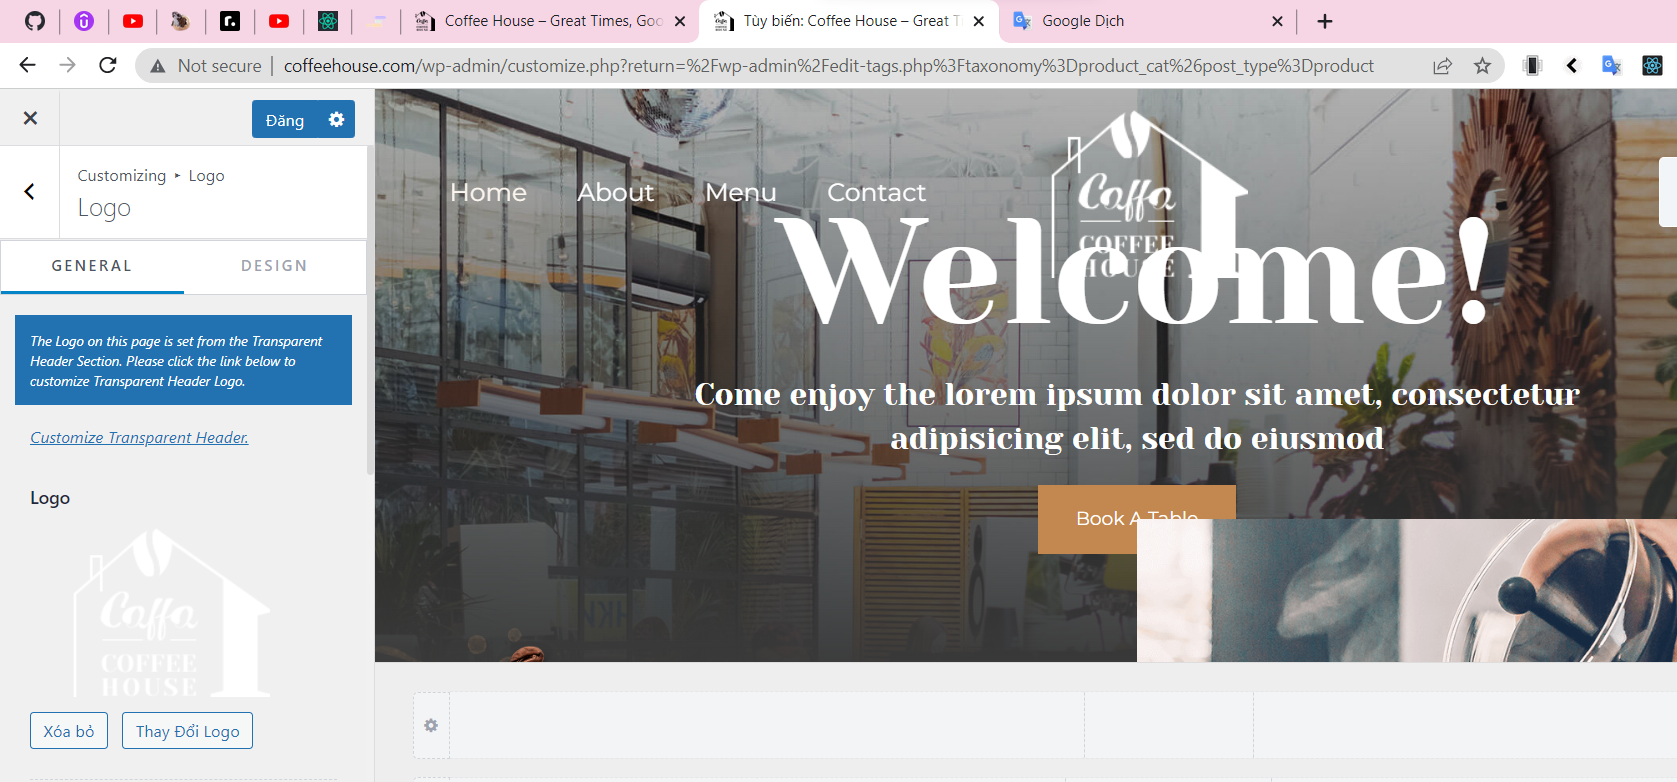 Coffee House – Great Times, Goo
Tùy biến: Coffee House – Great T
Google Dịch
Not secure
coffeehouse.com/wp-admin/customize.php?return=%2Fwp-admin%2Fedit-tags.php%3Ftaxonomy%3Dproduct_cat%26post_type%3Dproduct
Đăng
Customizing ▸ Logo
Logo
GENERAL
DESIGN
The Logo on this page is set from the Transparent
Header Section. Please click the link below to
customize Transparent Header Logo.
Customize Transparent Header.
Logo
Caffa
COFFEE
HOUSE
Xóa bỏ
Thay Đổi Logo
Home
About
Menu
Contact
Caffa
COFFEE
HOUSE
Welcome!
Come enjoy the lorem ipsum dolor sit amet, consectetur
adipisicing elit, sed do eiusmod
Book A Table